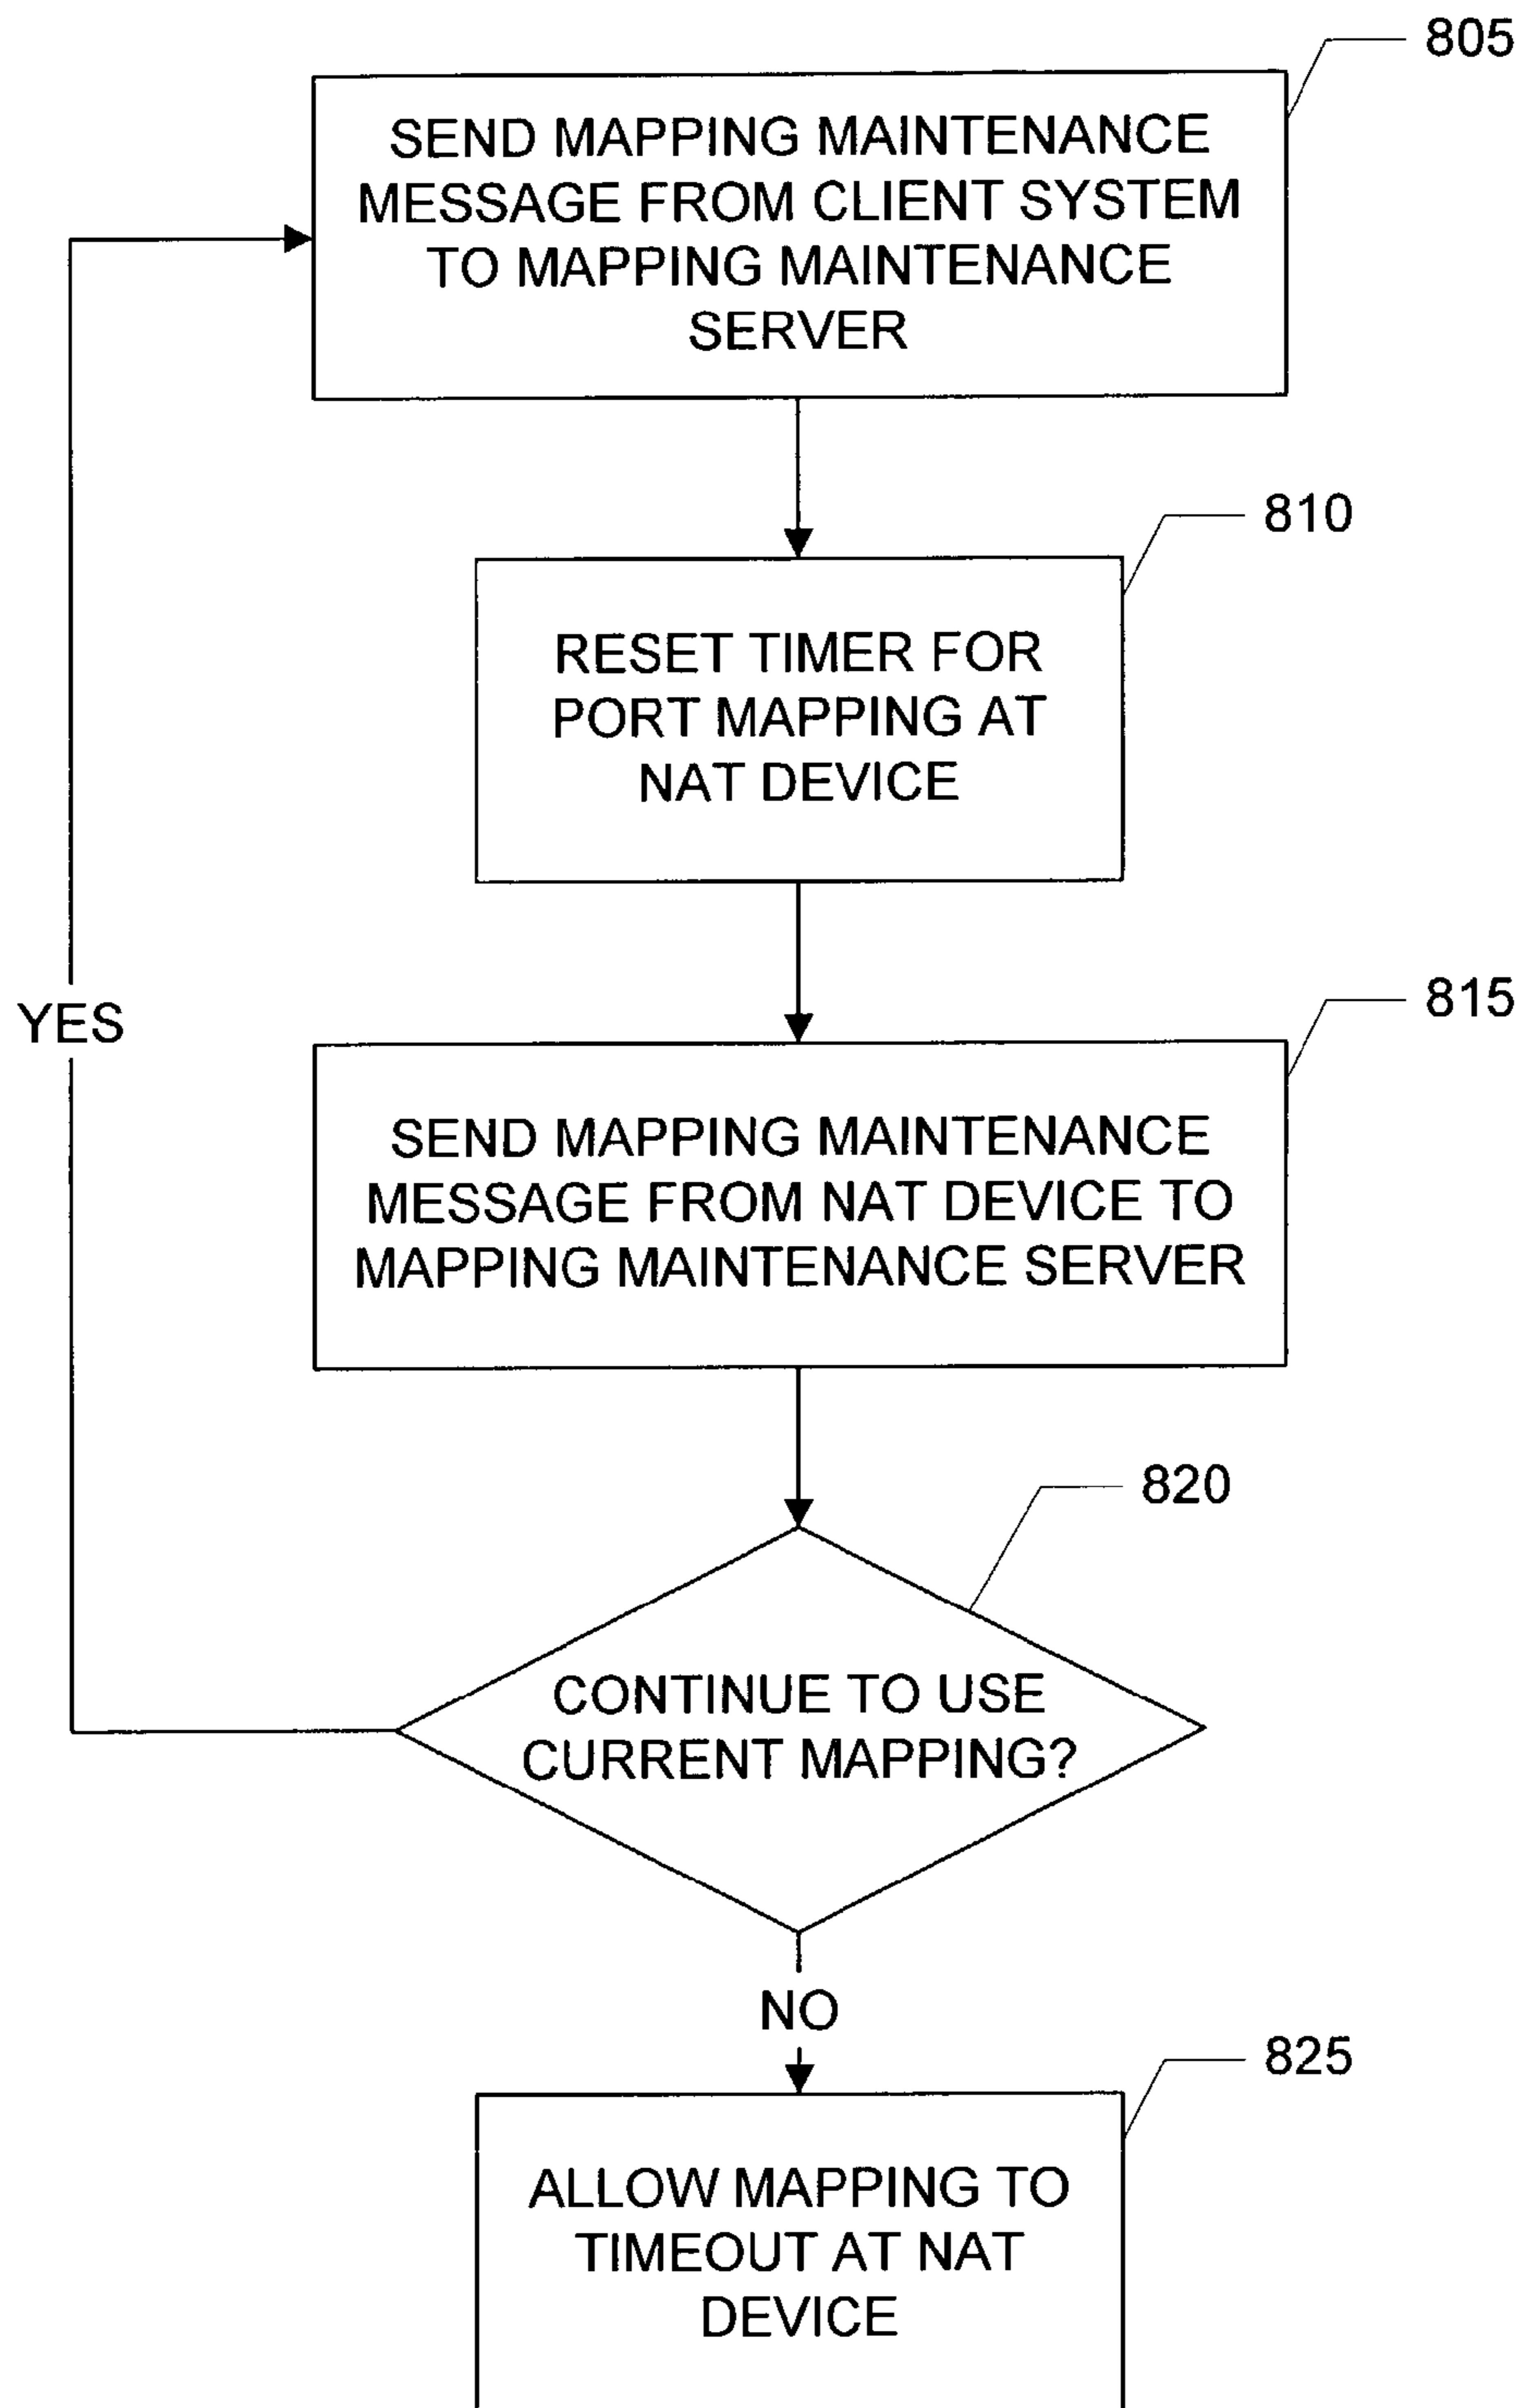 805
SEND MAPPING MAINTENANCE
MESSAGE FROM CLIENT SYSTEM
TO MAPPING MAINTENANCE
SERVER
810
RESET TIMER FOR
PORT MAPPING AT
NAT DEVICE
YES
815
SEND MAPPING MAINTENANCE
MESSAGE FROM NAT DEVICE TO
MAPPING MAINTENANCE SERVER
820
CONTINUE TO USE
CURRENT MAPPING?
NO
825
ALLOW MAPPING TO
TIMEOUT AT NAT
DEVICE